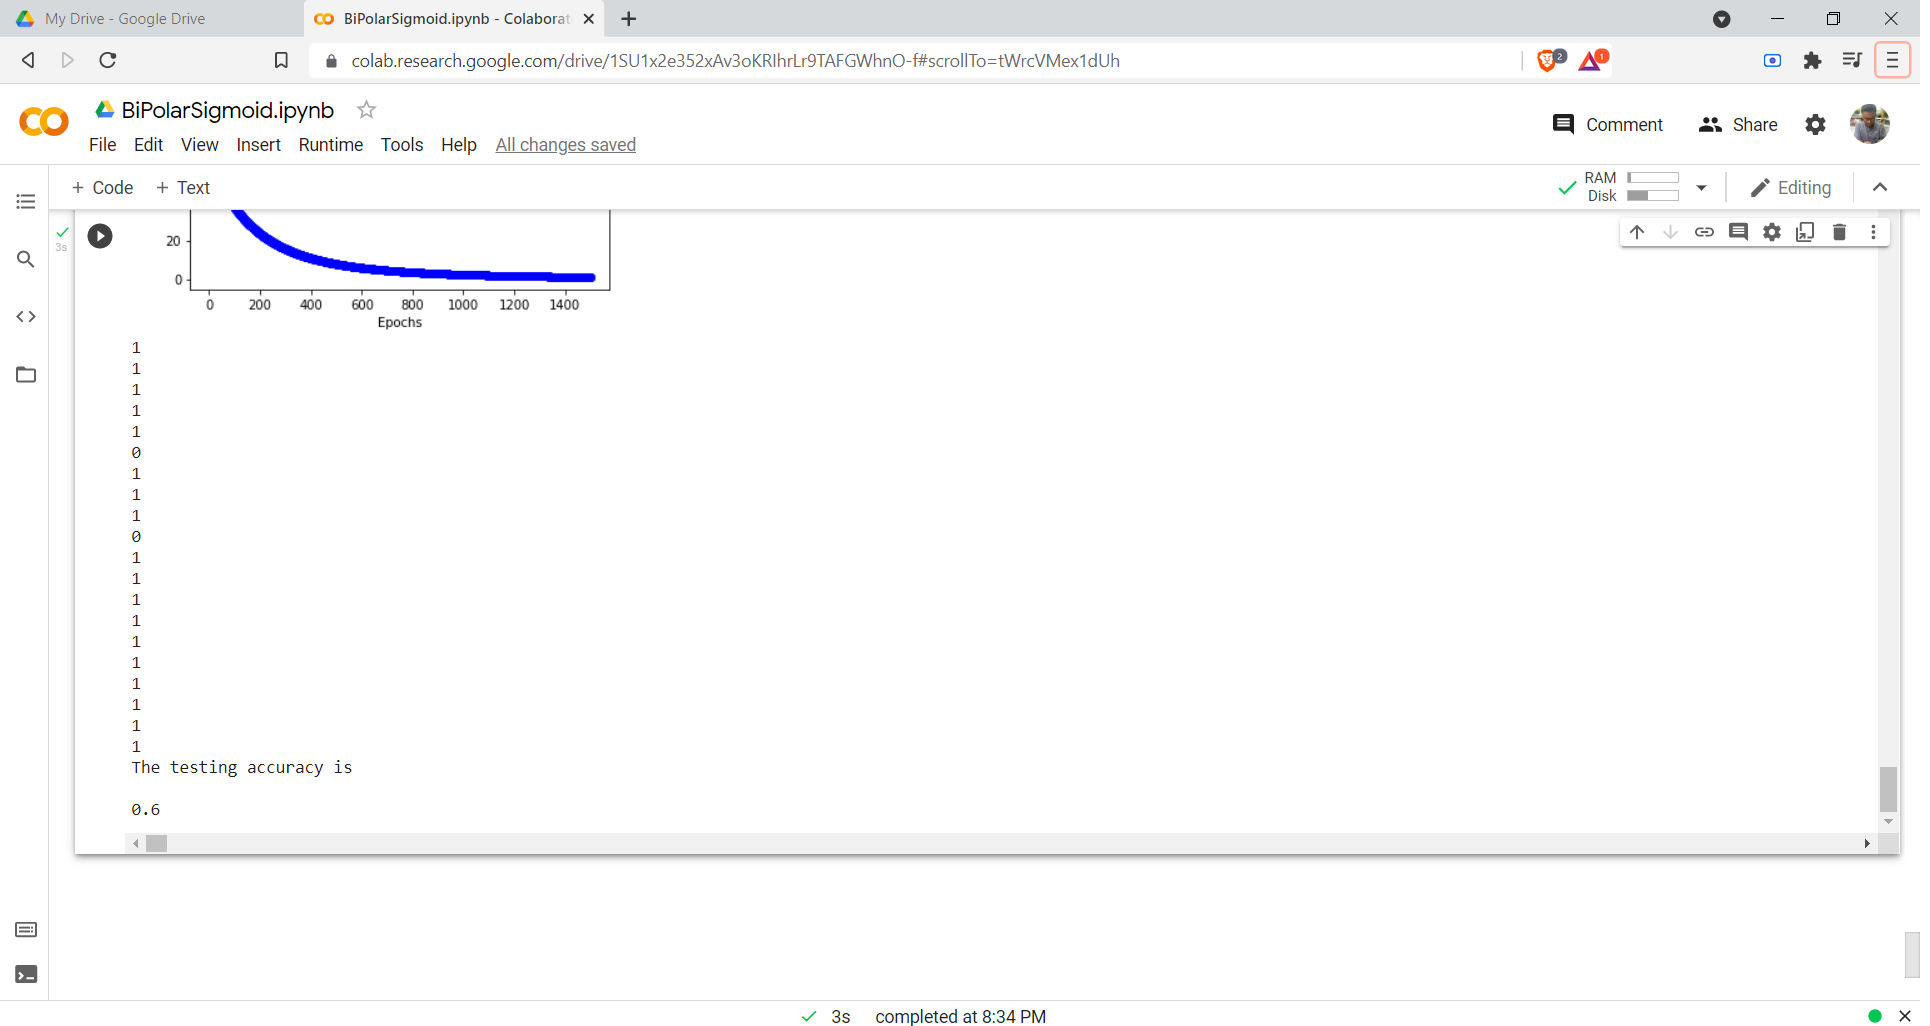 My Drive - Google Drive
BiPolarSigmoid.ipynb - Colaborat
colab.research.google.com/drive/1SU1x2e352xAv3oKRIhrLr9TAFGWhnO-f#scrollTo=tWrcVMex1dUh
2
1
BiPolarSigmoid.ipynb
Comment
Share
File Edit View Insert Runtime Tools Help All changes saved
+ Code + Text
RAM
Disk
Editing
3s
20
0
0 200 400 600 800 1000 1200 1400
Epochs
1
1
1
1
1
0
1
1
1
0
1
1
1
1
1
1
1
1
1
1
The testing accuracy is
0.6
3s completed at 8:34 PM